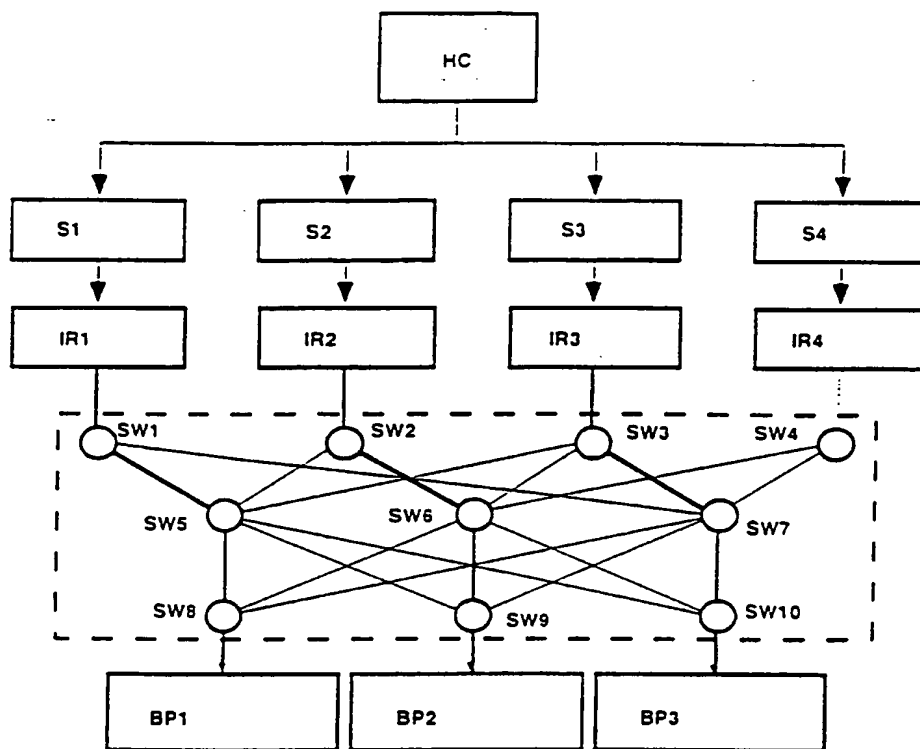 HC
S1 S2 S3 S4
IR1 IR2 IR3 IR4
SW1 SW2 SW3 SW4
SW5 SW6 SW7
SW8 SW9 SW10
BP1 BP2 BP3